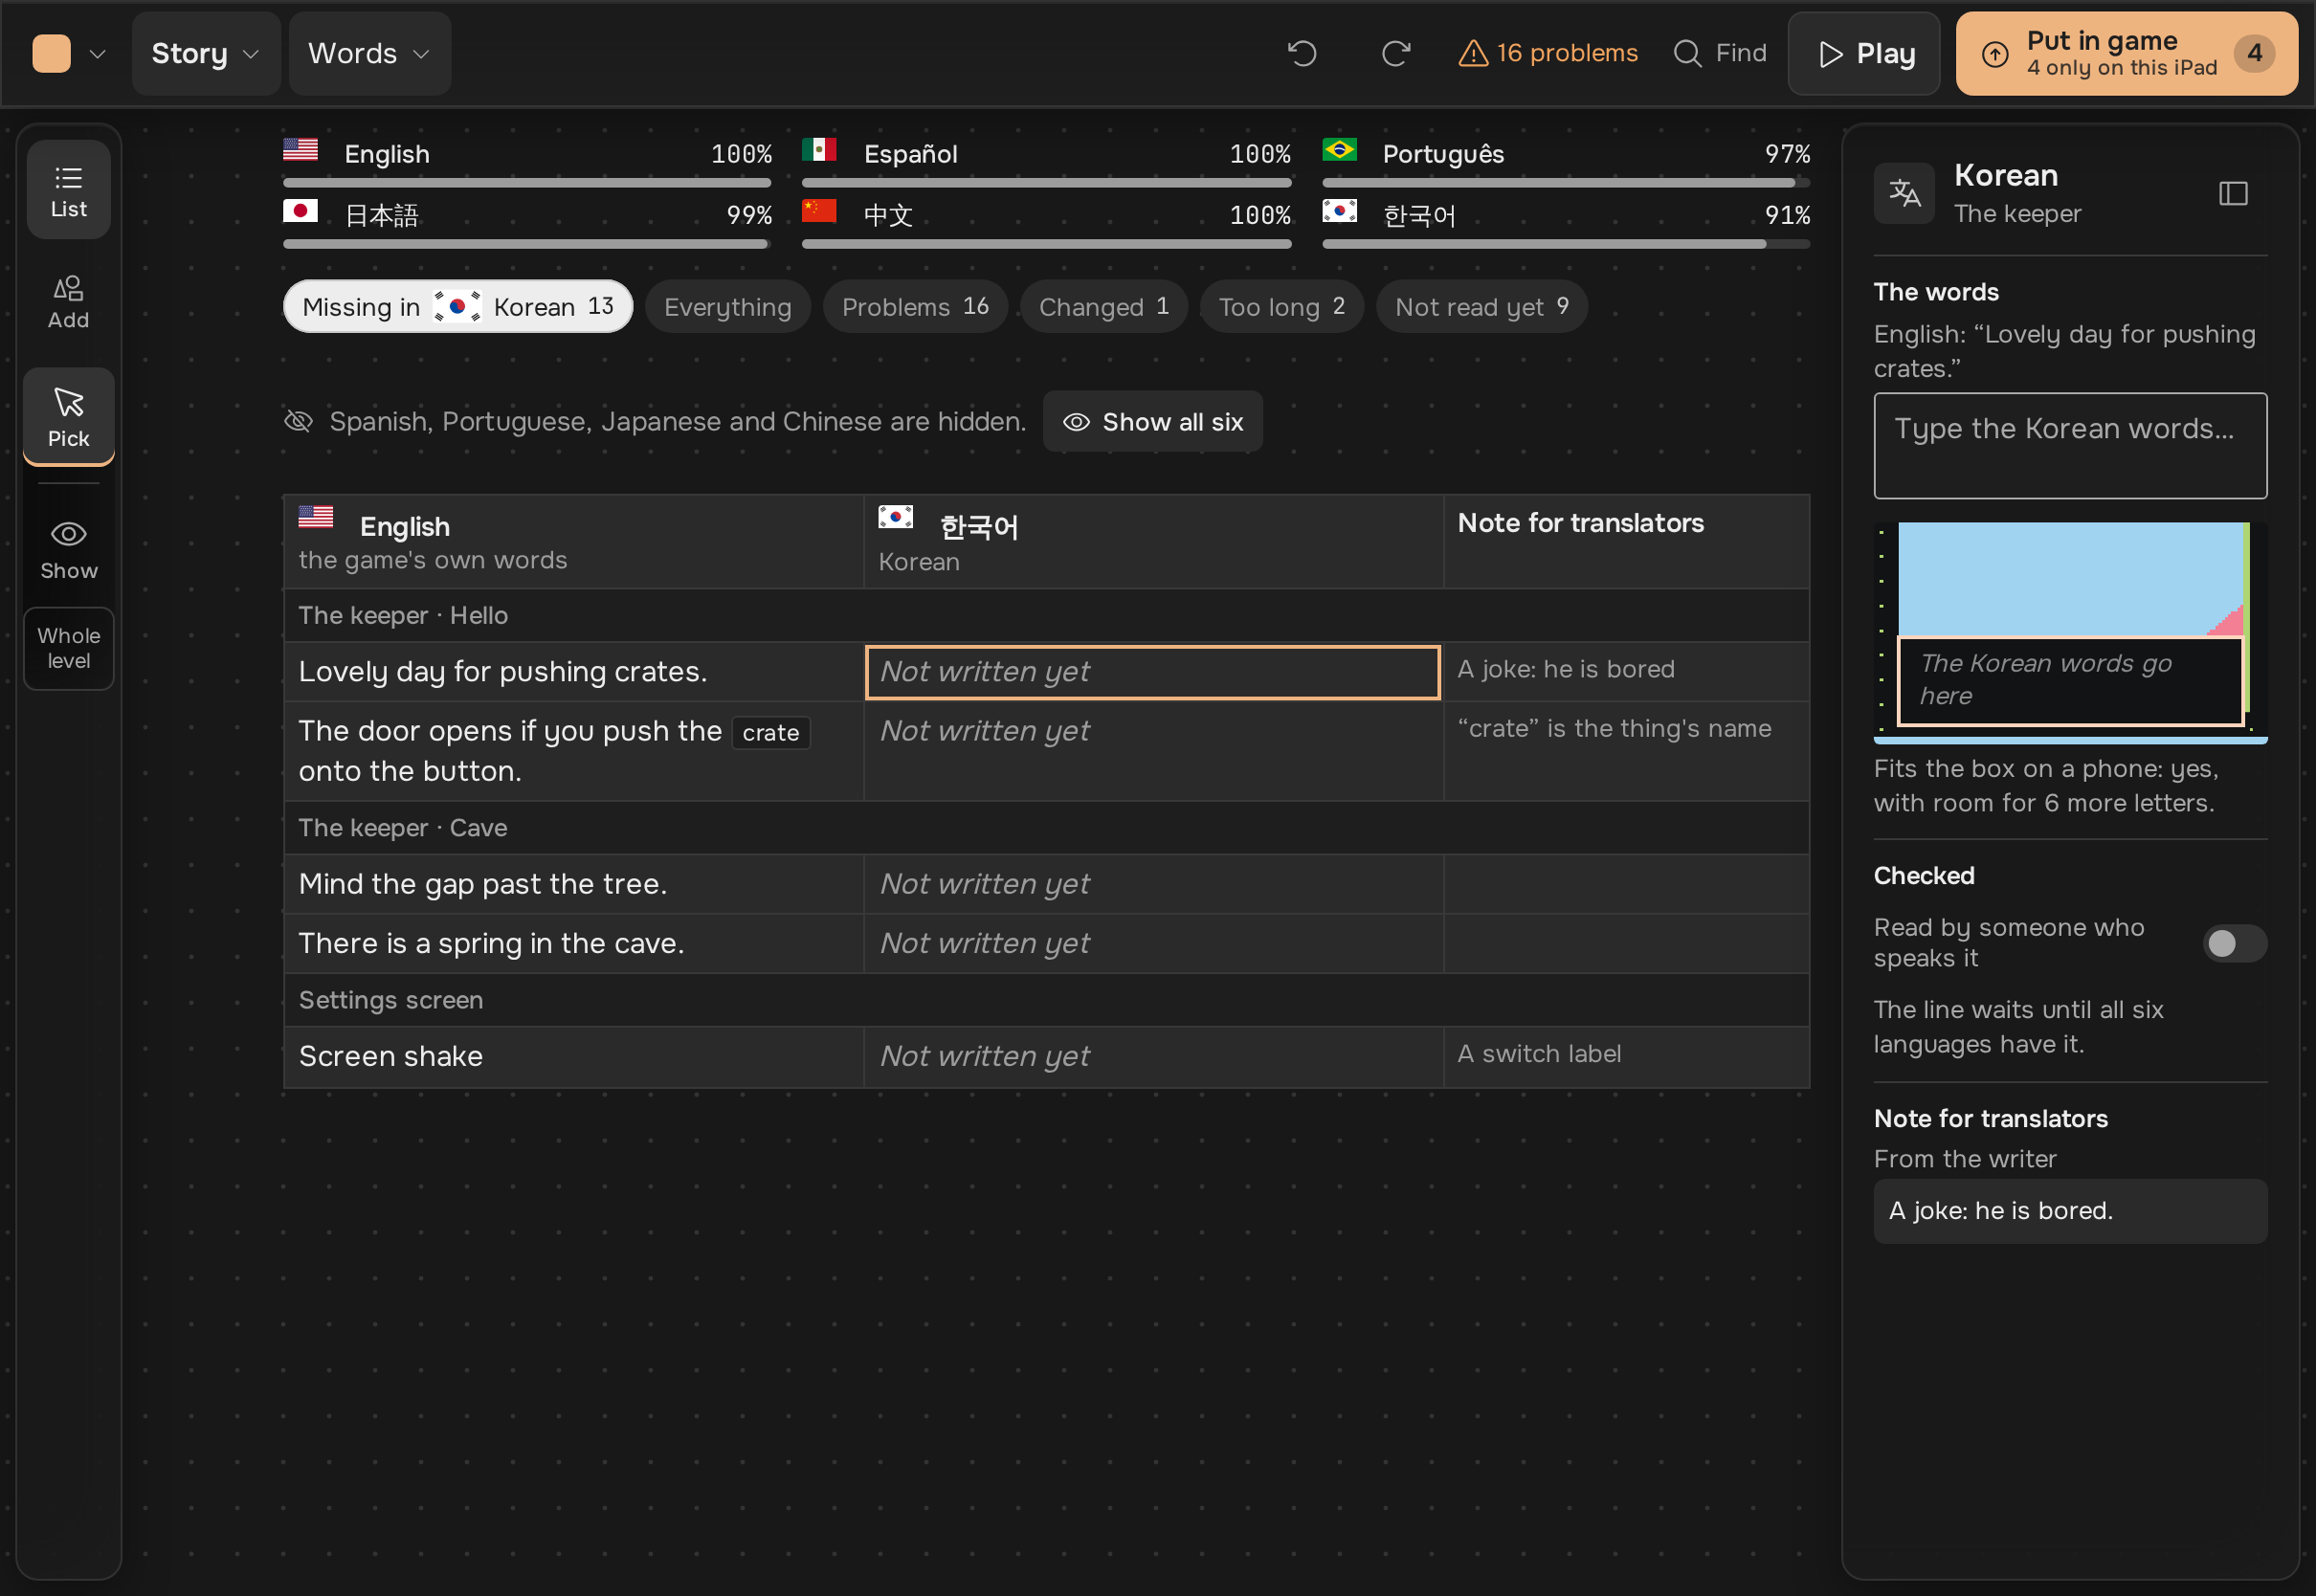 Story
Words
16 problems
Find
Play
Put in game
4 only on this iPad
4
List
Add
Pick
Show
Whole
level
English 100%
Español 100%
Português 97%
日本語 99%
中文 100%
한국어 91%
Missing in Korean 13
Everything
Problems 16
Changed 1
Too long 2
Not read yet 9
Spanish, Portuguese, Japanese and Chinese are hidden.
Show all six
English
the game's own words
한국어
Korean
Note for translators
The keeper · Hello
Lovely day for pushing crates.
Not written yet
A joke: he is bored
The door opens if you push the crate
onto the button.
Not written yet
“crate” is the thing's name
The keeper · Cave
Mind the gap past the tree.
Not written yet
There is a spring in the cave.
Not written yet
Settings screen
Screen shake
Not written yet
A switch label
Korean
The keeper
The words
English: “Lovely day for pushing
crates.”
Type the Korean words...
The Korean words go
here
Fits the box on a phone: yes,
with room for 6 more letters.
Checked
Read by someone who
speaks it
The line waits until all six
languages have it.
Note for translators
From the writer
A joke: he is bored.